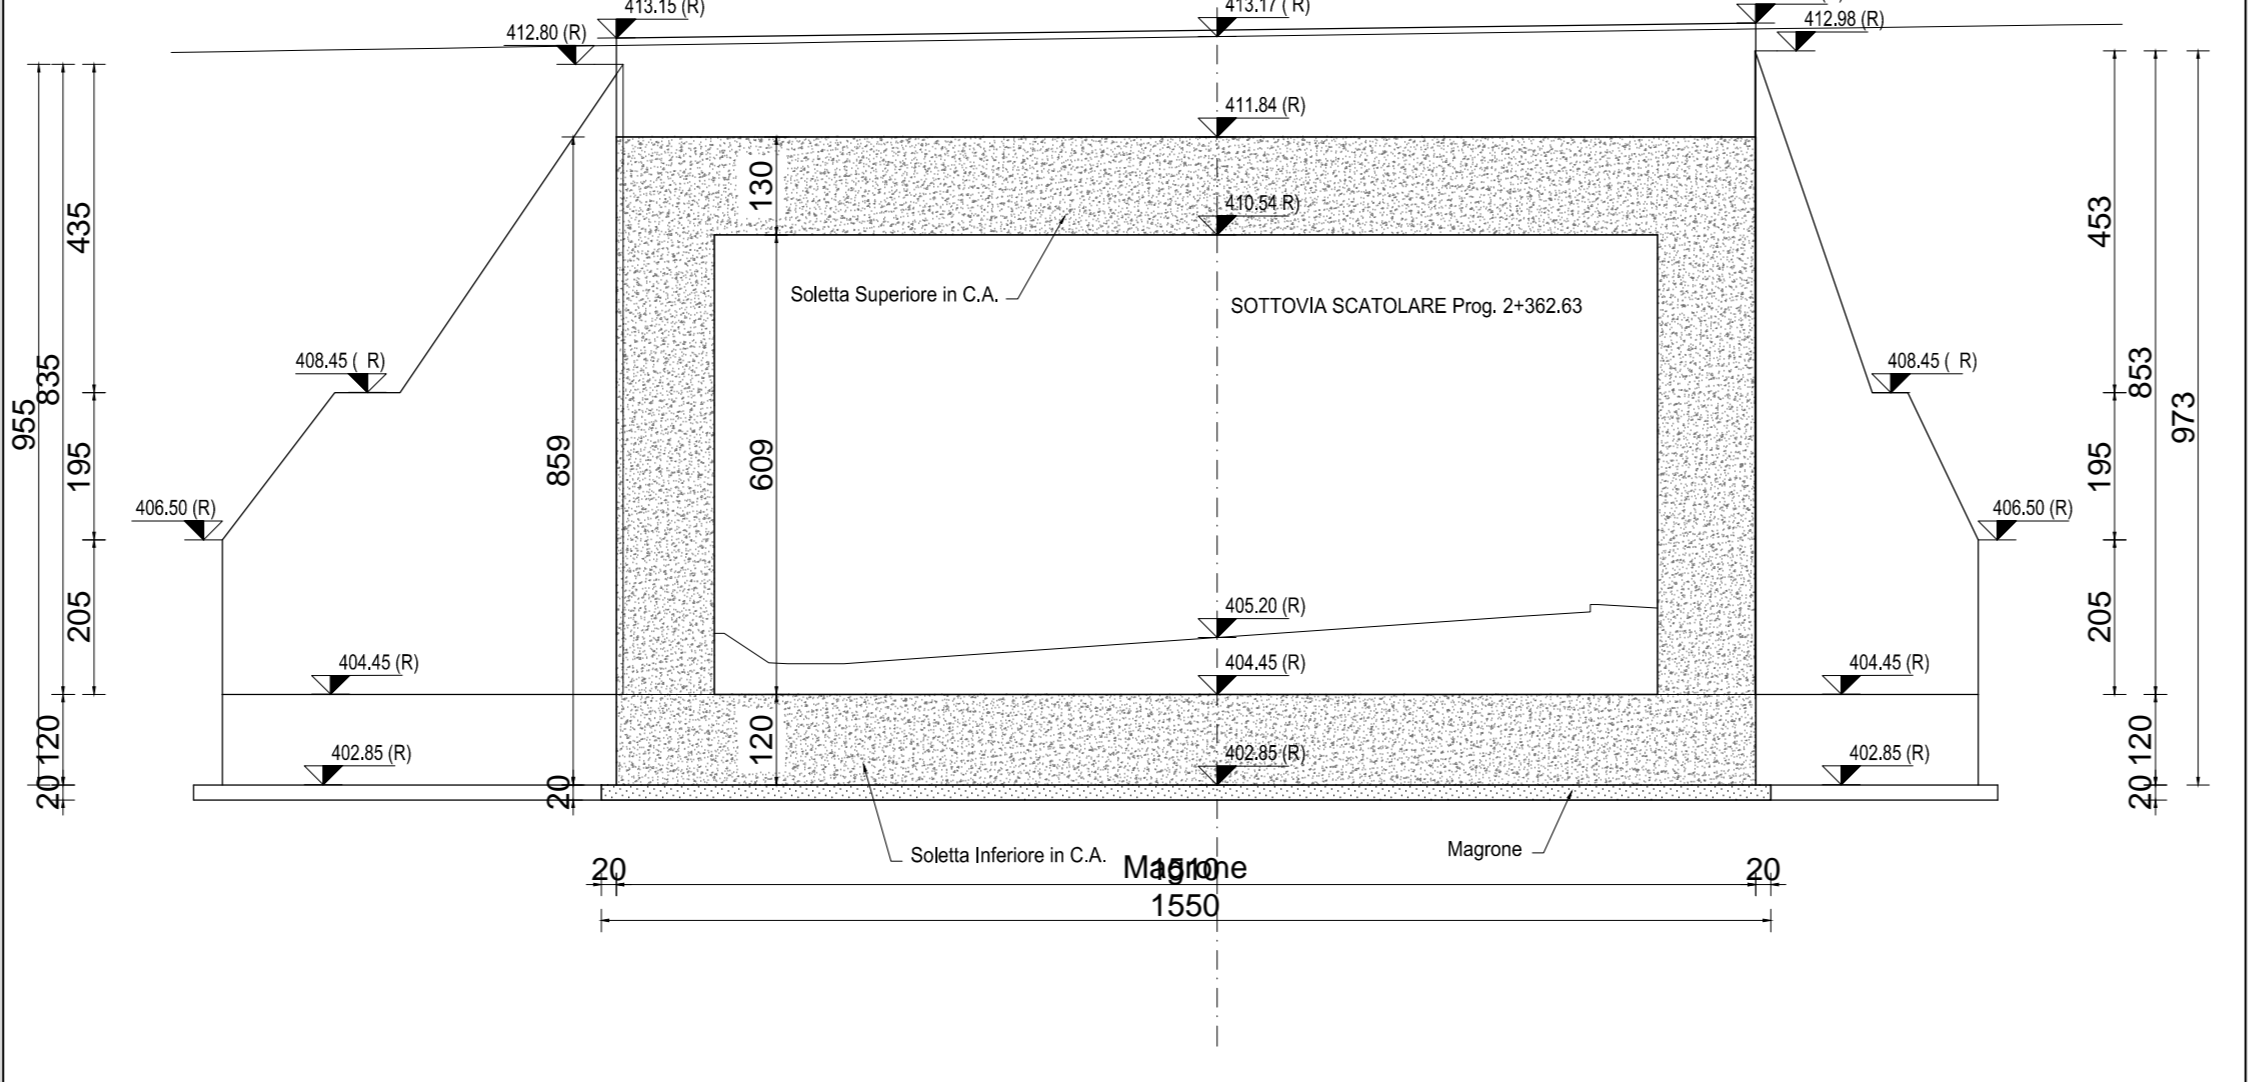 413.15 (R)
413.17 ( R)
412.80 (R)
412.98 (R)
411.84 (R)
130
410.54 R)
435
453
Soletta Superiore in C.A.
SOTTOVIA SCATOLARE Prog. 2+362.63
408.45 ( R)
408.45 ( R)
835
853
955
973
859
609
195
195
406.50 (R)
406.50 (R)
205
205
405.20 (R)
404.45 (R)
404.45 (R)
404.45 (R)
120
120
120
402.85 (R)
402.85 (R)
402.85 (R)
20
20
20
Soletta Inferiore in C.A.
Magrone
20
Magrone
1510
20
1550